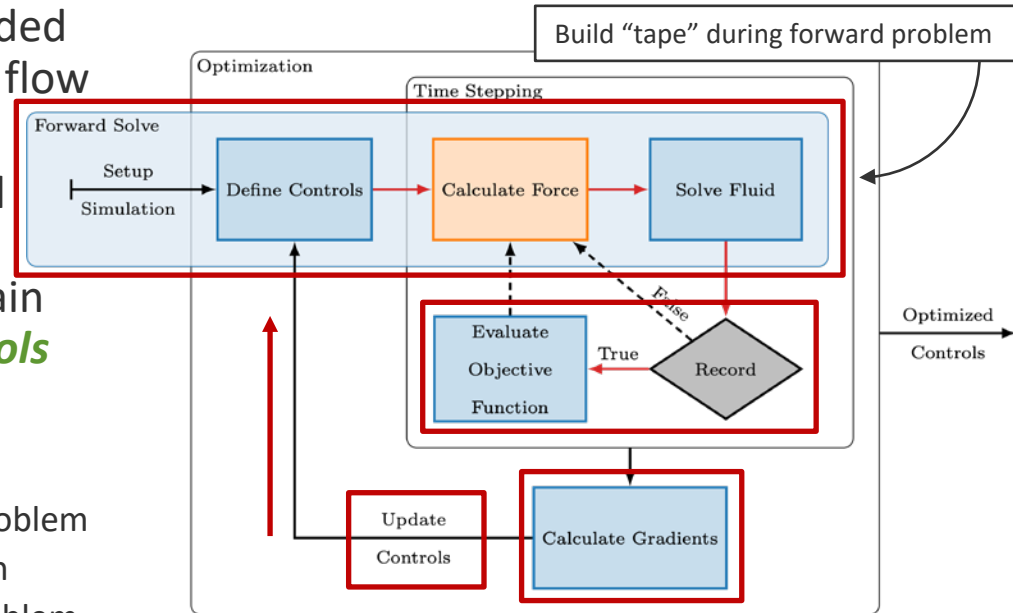 ded
flow
d
ain
ols
roblem
n
oblem
Build “tape” during forward problem
Optimization
Time Stepping
Forward Solve
Setup
Simulation
Define Controls
Calculate Force
Solve Fluid
False
Evaluate
Objective
Function
True
Record
Optimized
Controls
Update
Controls
Calculate Gradients